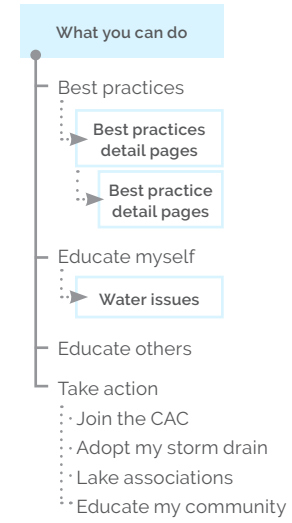 What you can do
Best practices
Best practices
detail pages
Best practice
detail pages
Educate myself
Water issues
Educate others
Take action
Join the CAC
Adopt my storm drain
Lake associations
Educate my community